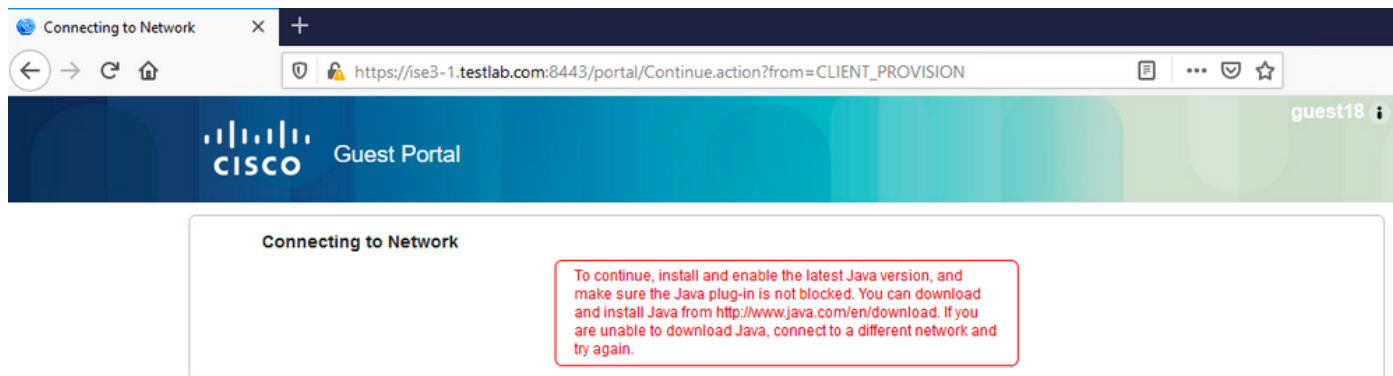 Connecting to Network
https://ise3-1.testlab.com:8443/portal/Continue.action?from=CLIENT_PROVISION
guest18
CISCO
Guest Portal
Connecting to Network
To continue, install and enable the latest Java version, and
make sure the Java plug-in is not blocked. You can download
and install Java from http://www.java.com/en/download. If you
are unable to download Java, connect to a different network and
try again.